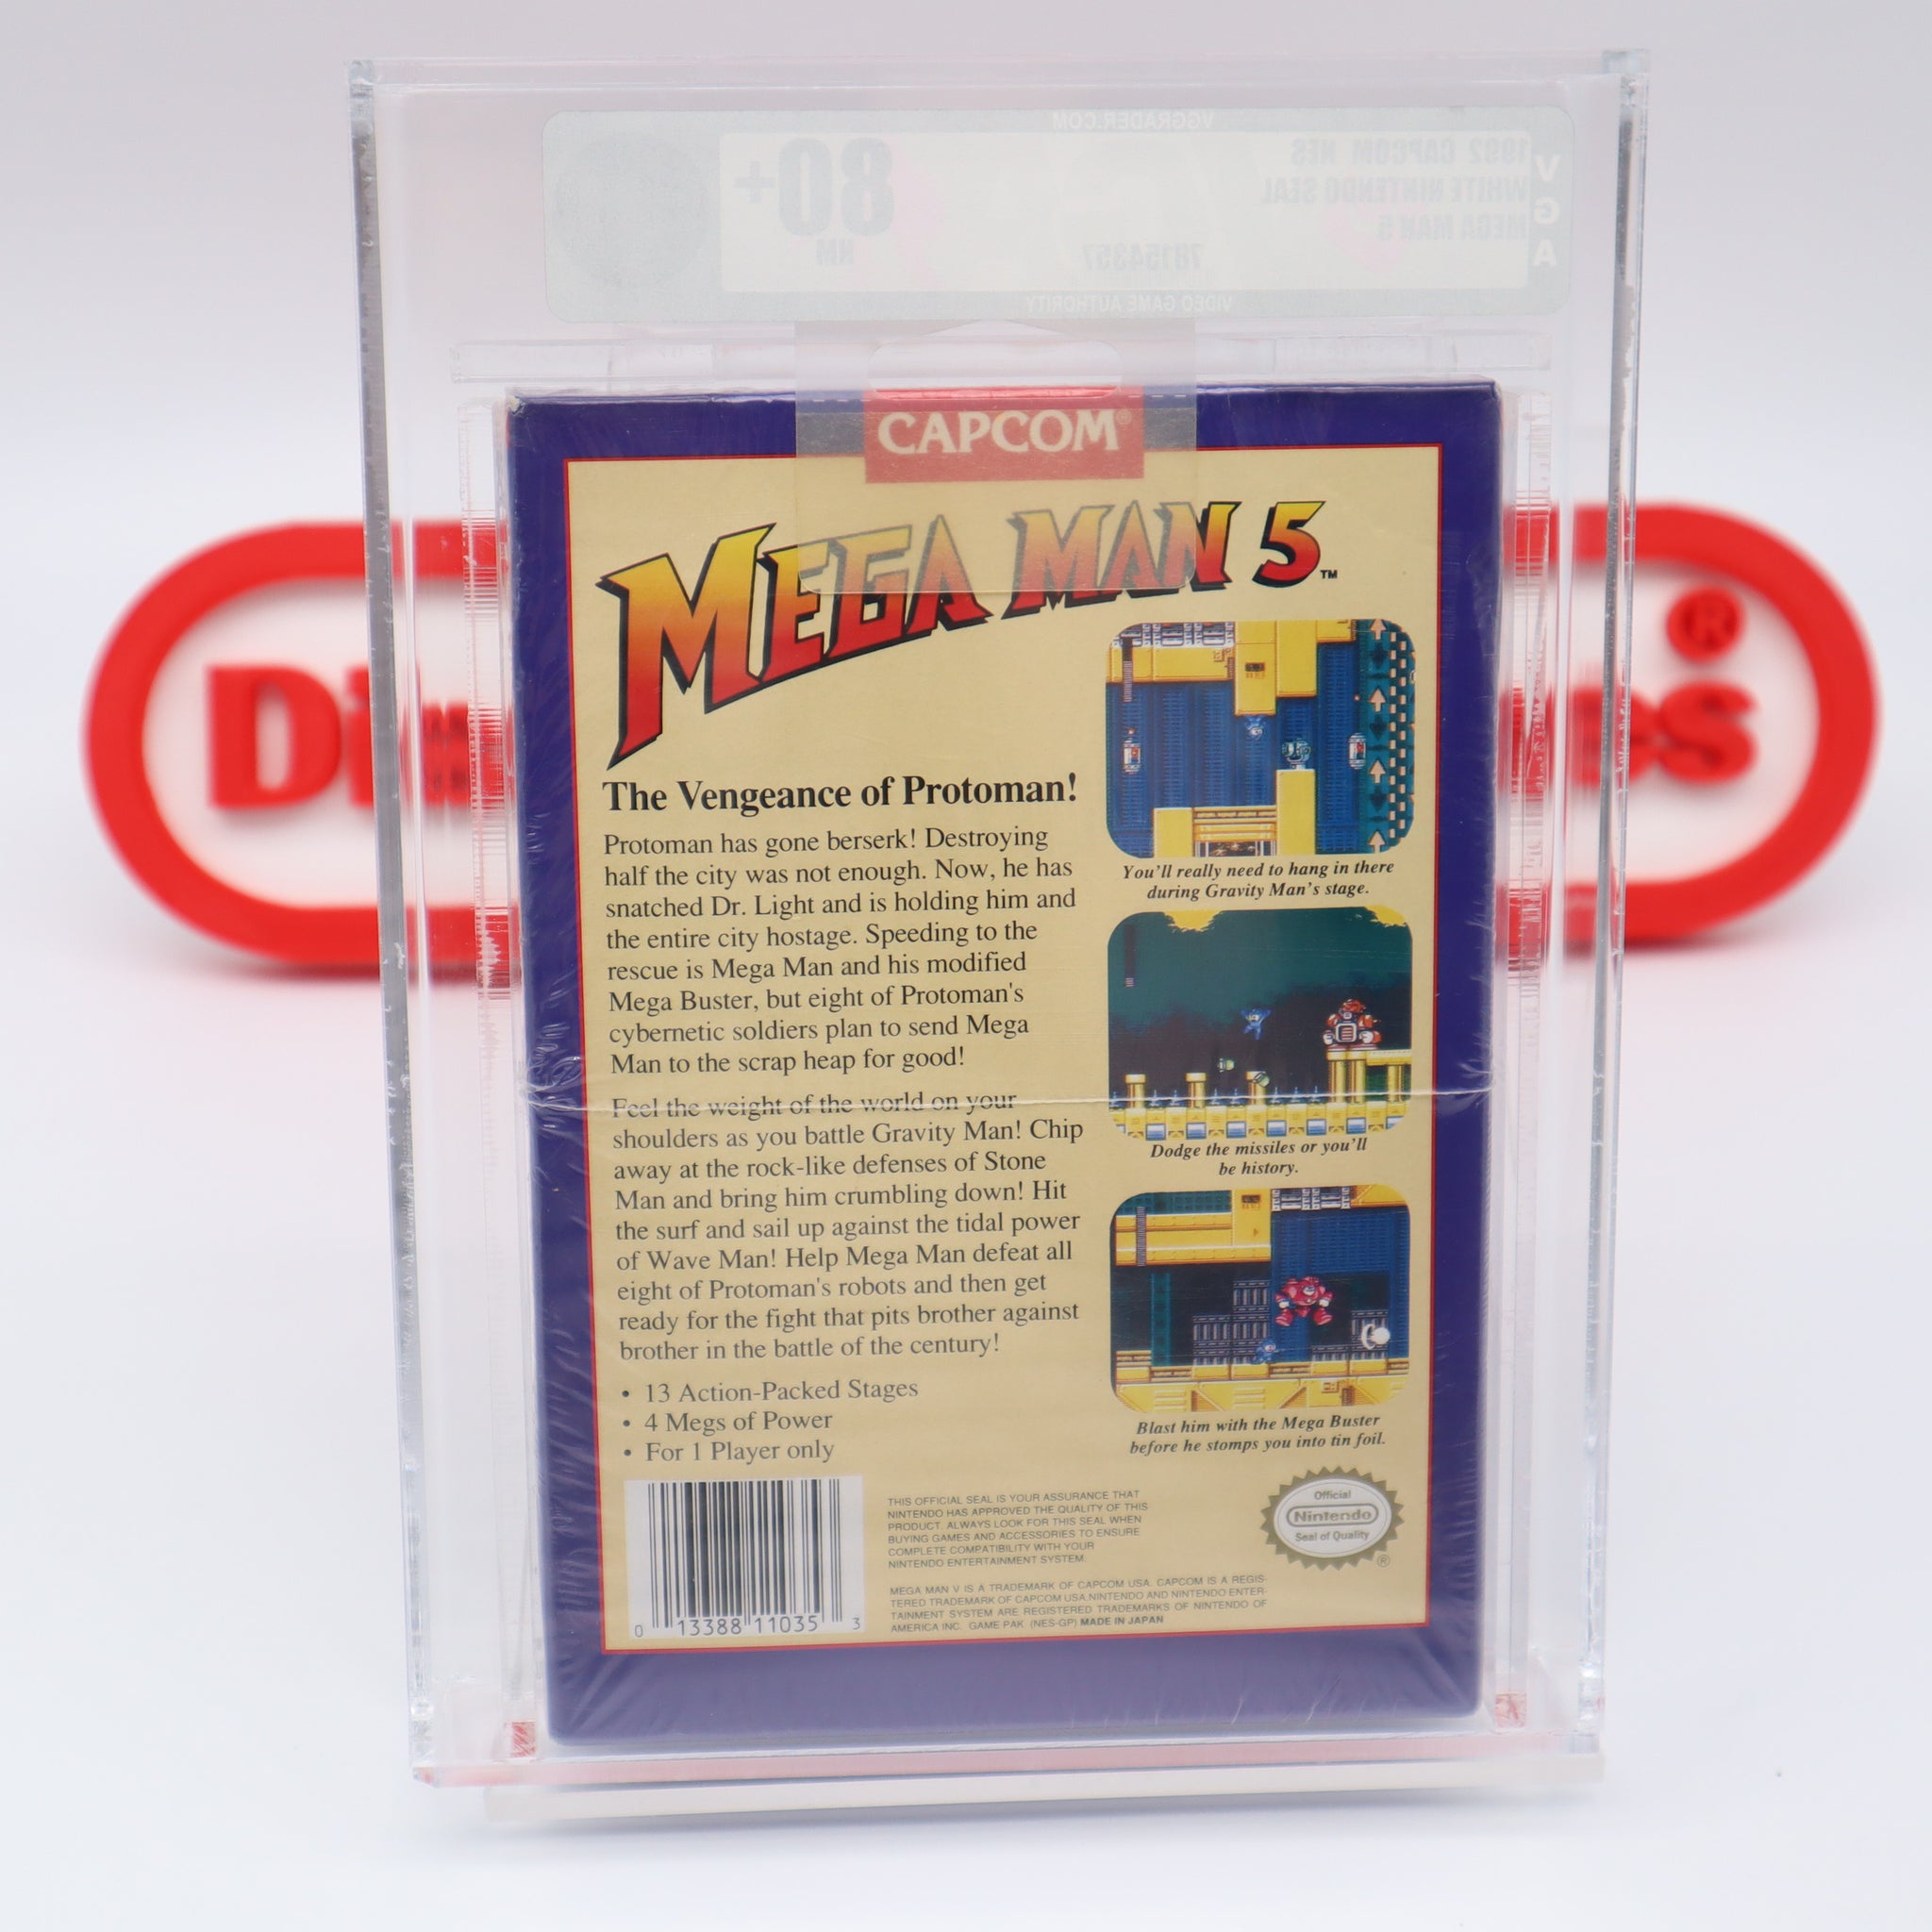 VGGRADER.COM
80+
NM
1992 CAPCOM NES
WHITE NINTENDO SEAL
MEGA MAN 5
78154357
VGA
VIDEO GAME AUTHORITY
CAPCOM®
MEGA MAN 5™
The Vengeance of Protoman!
Protoman has gone berserk! Destroying
half the city was not enough. Now, he has
snatched Dr. Light and is holding him and
the entire city hostage. Speeding to the
rescue is Mega Man and his modified
Mega Buster, but eight of Protoman's
cybernetic soldiers plan to send Mega
Man to the scrap heap for good!
Feel the weight of the world on your
shoulders as you battle Gravity Man! Chip
away at the rock-like defenses of Stone
Man and bring him crumbling down! Hit
the surf and sail up against the tidal power
of Wave Man! Help Mega Man defeat all
eight of Protoman's robots and then get
ready for the fight that pits brother against
brother in the battle of the century!
• 13 Action-Packed Stages
• 4 Megs of Power
• For 1 Player only
You'll really need to hang in there
during Gravity Man's stage.
Dodge the missiles or you'll
be history.
Blast him with the Mega Buster
before he stomps you into tin foil.
0 13388 11035 3
THIS OFFICIAL SEAL IS YOUR ASSURANCE THAT
NINTENDO HAS APPROVED THE QUALITY OF THIS
PRODUCT. ALWAYS LOOK FOR THIS SEAL WHEN
BUYING GAMES AND ACCESSORIES TO ENSURE
COMPLETE COMPATIBILITY WITH YOUR
NINTENDO ENTERTAINMENT SYSTEM.
Official
Nintendo
Seal of Quality
®
MEGA MAN V IS A TRADEMARK OF CAPCOM USA. CAPCOM IS A REGIS-
TERED TRADEMARK OF CAPCOM USA.NINTENDO AND NINTENDO ENTER-
TAINMENT SYSTEM ARE REGISTERED TRADEMARKS OF NINTENDO OF
AMERICA INC. GAME PAK (NES-GP) MADE IN JAPAN